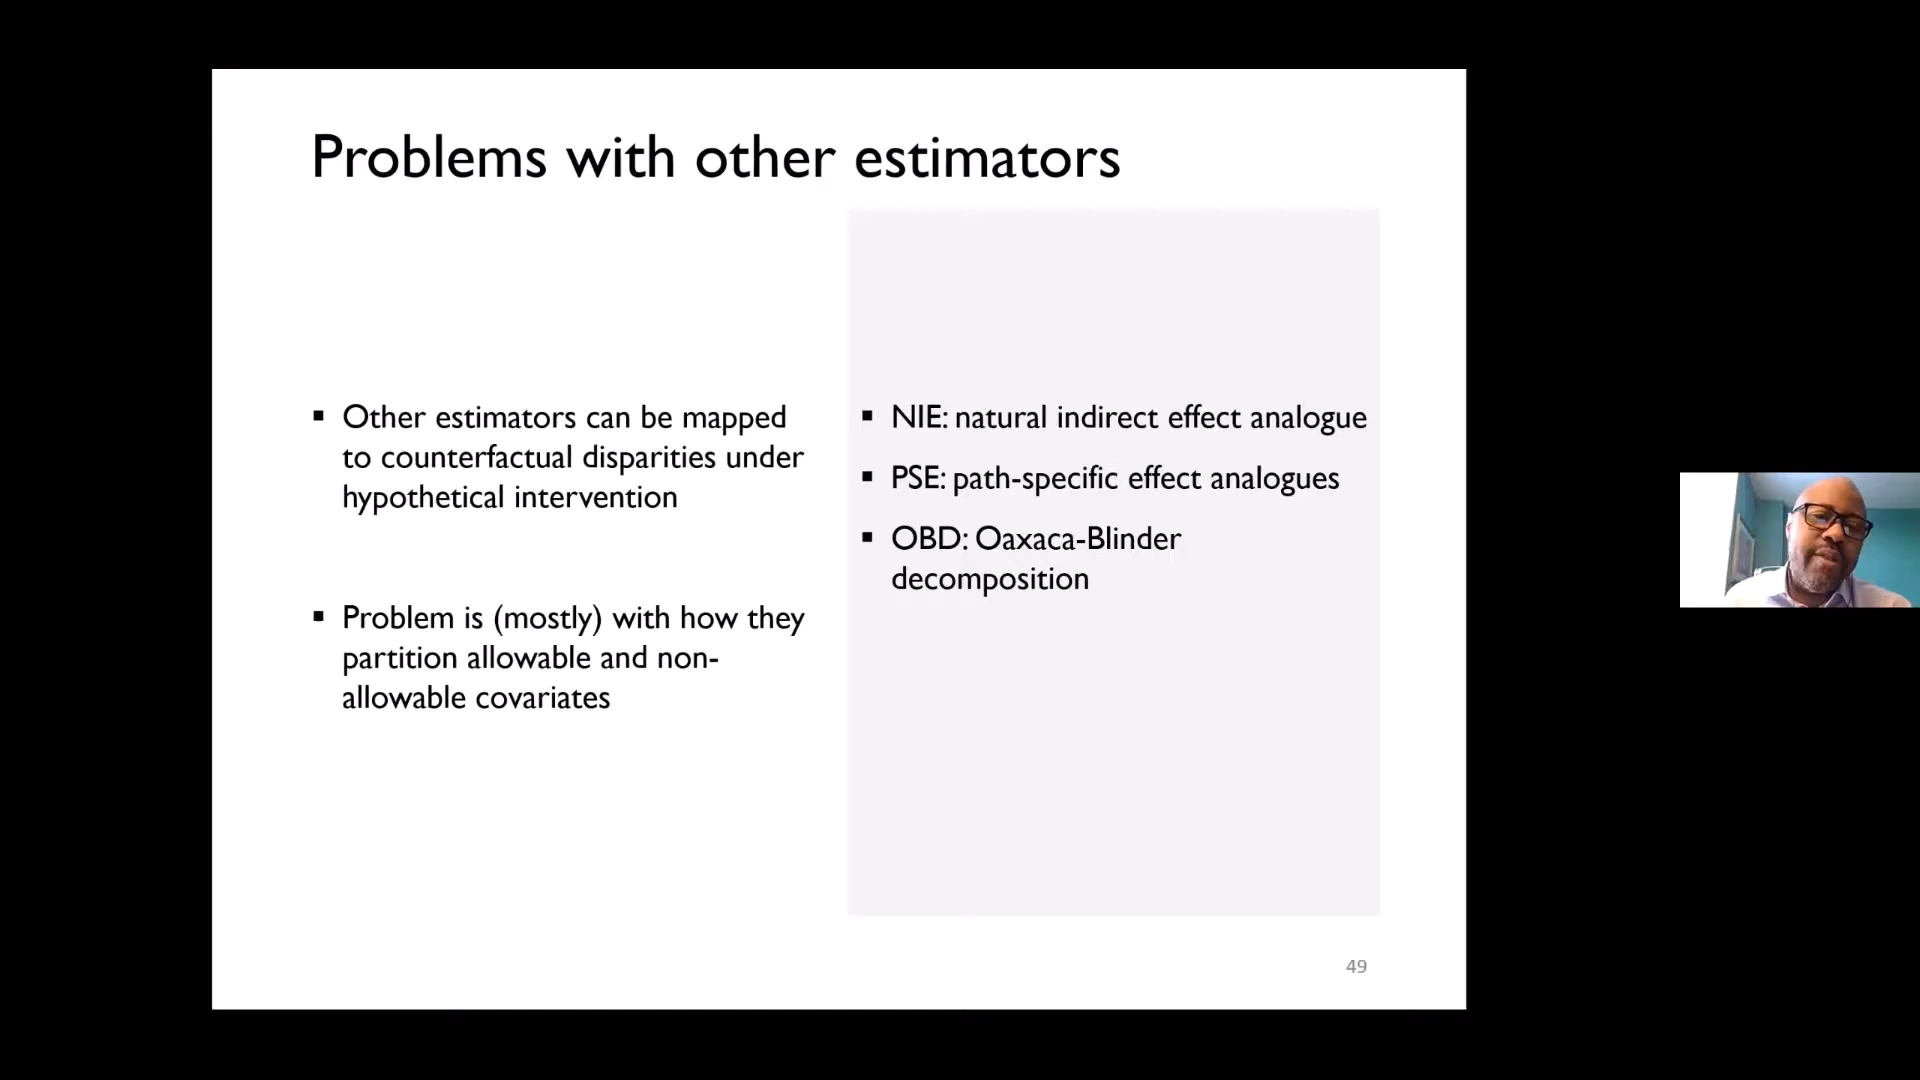 Problems with other estimators
▪ Other estimators can be mapped
to counterfactual disparities under
hypothetical intervention
▪ Problem is (mostly) with how they
partition allowable and non-
allowable covariates
▪ NIE: natural indirect effect analogue
▪ PSE: path-specific effect analogues
▪ OBD: Oaxaca-Blinder
decomposition
49